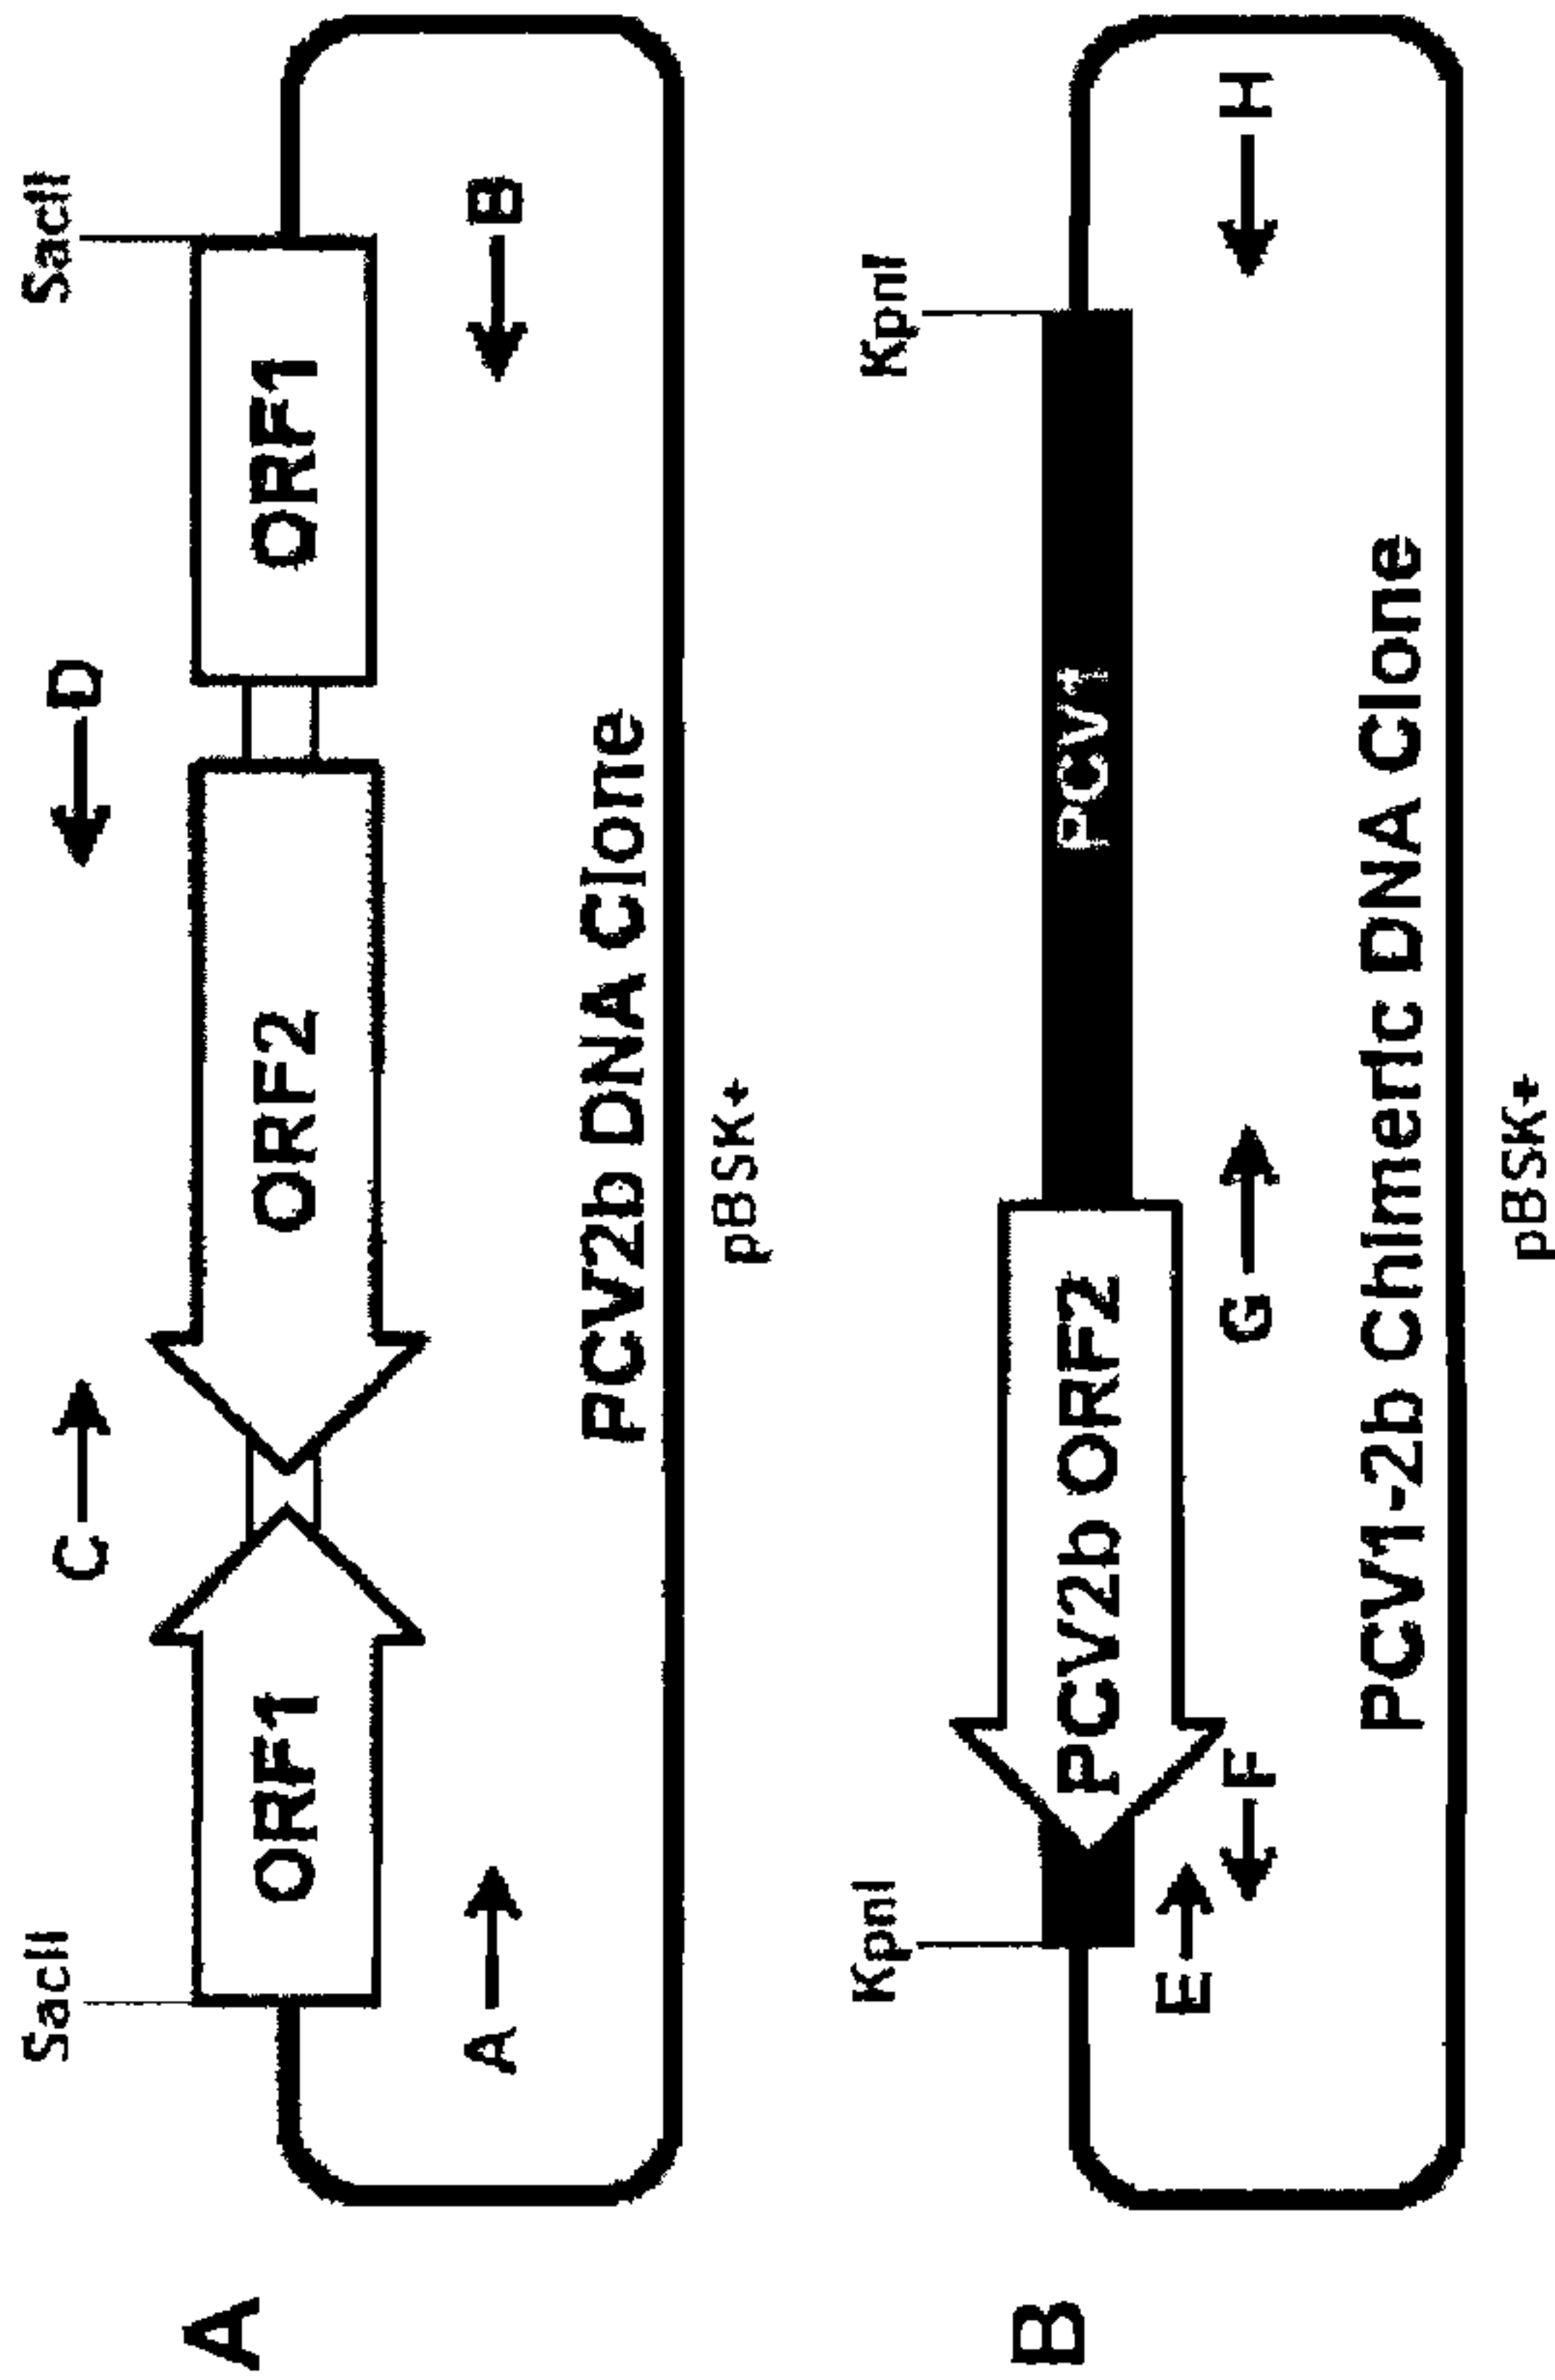 A
SacII
C
D
SacII
ORF1
ORF2
ORF1
A
B
PCV2b DNA Clone
pBSK+
B
KpnI
KpnI
PCV2b ORF2
PCV1
E
F
G
H
PCV1-2b Chimeric DNA Clone
pBSK+